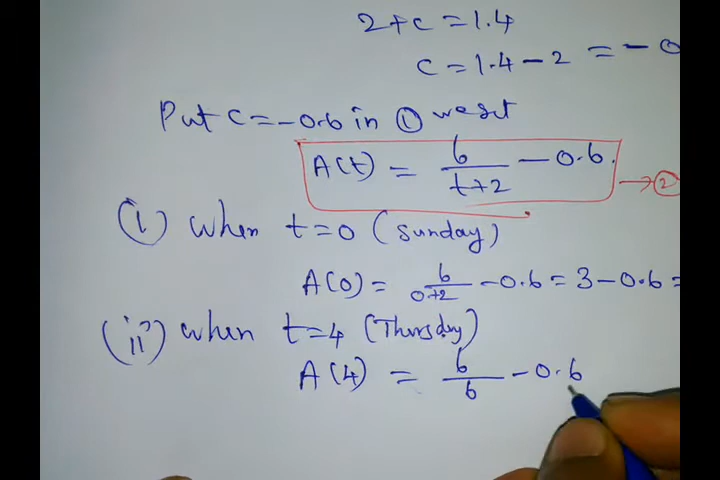 2+c = 1.4
c = 1.4 - 2 = - 0
Put c = -0.6 in ① we get
A(t) = 6/(t+2) - 0.6. → ②
(i) when t=0 (Sunday)
A(0) = 6/(0+2) - 0.6 = 3 - 0.6 =
(ii) when t=4 (Thursday)
A(4) = 6/6 - 0.6